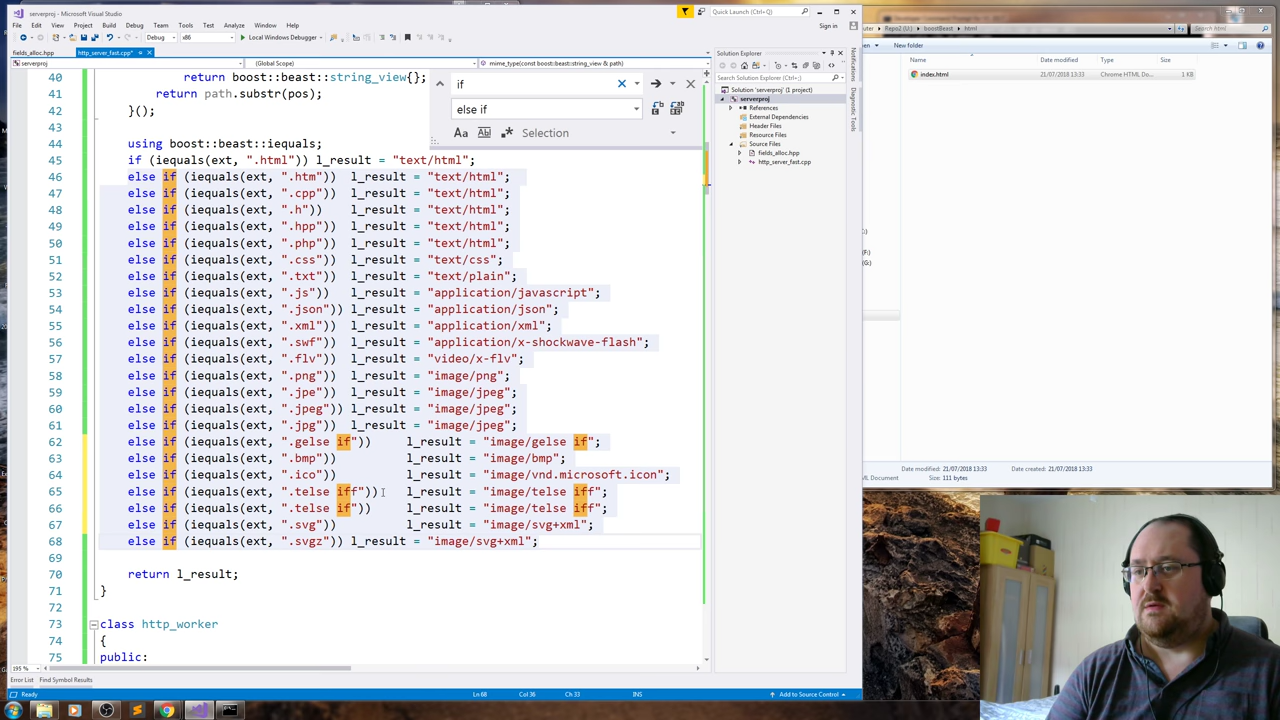 serverproj - Microsoft Visual Studio
Quick Launch (Ctrl+Q)
File Edit View Project Build Debug Team Tools Test Analyze Window Help
Sign in
Debug x86 Local Windows Debugger
fields_alloc.hpp http_server_fast.cpp*
serverproj (Global Scope) mime_type(const boost::beast::string_view & path)
40 return boost::beast::string_view{};
41 return path.substr(pos);
42 }();
43
44 using boost::beast::iequals;
45 if (iequals(ext, ".html")) l_result = "text/html";
46 else if (iequals(ext, ".htm")) l_result = "text/html";
47 else if (iequals(ext, ".cpp")) l_result = "text/html";
48 else if (iequals(ext, ".h")) l_result = "text/html";
49 else if (iequals(ext, ".hpp")) l_result = "text/html";
50 else if (iequals(ext, ".php")) l_result = "text/html";
51 else if (iequals(ext, ".css")) l_result = "text/css";
52 else if (iequals(ext, ".txt")) l_result = "text/plain";
53 else if (iequals(ext, ".js")) l_result = "application/javascript";
54 else if (iequals(ext, ".json")) l_result = "application/json";
55 else if (iequals(ext, ".xml")) l_result = "application/xml";
56 else if (iequals(ext, ".swf")) l_result = "application/x-shockwave-flash";
57 else if (iequals(ext, ".flv")) l_result = "video/x-flv";
58 else if (iequals(ext, ".png")) l_result = "image/png";
59 else if (iequals(ext, ".jpe")) l_result = "image/jpeg";
60 else if (iequals(ext, ".jpeg")) l_result = "image/jpeg";
61 else if (iequals(ext, ".jpg")) l_result = "image/jpeg";
62 else if (iequals(ext, ".gelse if")) l_result = "image/gelse if";
63 else if (iequals(ext, ".bmp")) l_result = "image/bmp";
64 else if (iequals(ext, ".ico")) l_result = "image/vnd.microsoft.icon";
65 else if (iequals(ext, ".telse iff")) l_result = "image/telse iff";
66 else if (iequals(ext, ".telse if")) l_result = "image/telse iff";
67 else if (iequals(ext, ".svg")) l_result = "image/svg+xml";
68 else if (iequals(ext, ".svgz")) l_result = "image/svg+xml";
69
70 return l_result;
71 }
72
73 class http_worker
74 {
75 public:
if
else if
Aa Ab Selection
195 %
Error List Find Symbol Results
Ready Ln 68 Col 36 Ch 33 INS Add to Source Control
Solution Explorer
Search Solution Explorer (Ctrl+;)
Solution 'serverproj' (1 project)
serverproj
References
External Dependencies
Header Files
Resource Files
Source Files
fields_alloc.hpp
http_server_fast.cpp
Notifications
Diagnostic Tools
Repo2 (U:) boostBeast html
New folder
Name Date modified Type Size
index.html 21/07/2018 13:33 Chrome HTML Do... 1 KB
(F:)
(G:)
Date modified: 21/07/2018 13:33 Date created: 21/07/2018 13:33
Size: 111 bytes